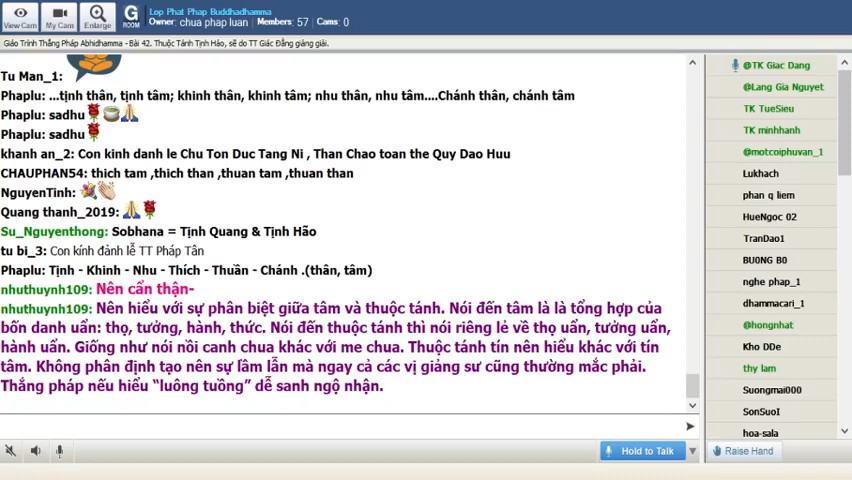 View Cam
My Cam
Enlarge
G
ROOM
Lop Phat Phap Buddhadhamma
Owner: chua phap luan Members: 57 Cams: 0
Giáo Trình Thắng Pháp Abhidhamma - Bài 42. Thuộc Tánh Tịnh Hảo, sẽ do TT Giác Đẳng giảng giải.
Tu Man_1:
Phaplu: ...tịnh thân, tịnh tâm; khinh thân, khinh tâm; nhu thân, nhu tâm....Chánh thân, chánh tâm
Phaplu: sadhu
Phaplu: sadhu
khanh an_2: Con kinh danh le Chu Ton Duc Tang Ni , Than Chao toan the Quy Dao Huu
CHAUPHAN54: thich tam ,thich than ,thuan tam ,thuan than
NguyenTinh:
Quang thanh_2019:
Su_Nguyenthong: Sobhana = Tịnh Quang & Tịnh Hảo
tu bi_3: Con kính đảnh lễ TT Pháp Tân
Phaplu: Tịnh - Khinh - Nhu - Thích - Thuần - Chánh .(thân, tâm)
nhuthuynh109: Nên cẩn thận-
nhuthuynh109: Nên hiểu với sự phân biệt giữa tâm và thuộc tánh. Nói đến tâm là là tổng hợp của
bốn danh uẩn: thọ, tưởng, hành, thức. Nói đến thuộc tánh thì nói riêng lẻ về thọ uẩn, tưởng uẩn,
hành uẩn. Giống như nói nồi canh chua khác với me chua. Thuộc tánh tín nên hiểu khác với tín
tâm. Không phân định tạo nên sự lầm lẫn mà ngay cả các vị giảng sư cũng thường mắc phải.
Thắng pháp nếu hiểu “luông tuồng” dễ sanh ngộ nhận.
@TK Giac Dang
@Lang Gia Nguyet
TK TueSieu
TK minhhanh
@motcoiphuvan_1
Lukhach
phan q liem
HueNgoc 02
TranDao1
BU0NG B0
nghe phap_1
dhammacari_1
@hongnhat
Kho DDe
thy lam
Suongmai000
SonSuoI
hoa-sala
Hold to Talk
Raise Hand